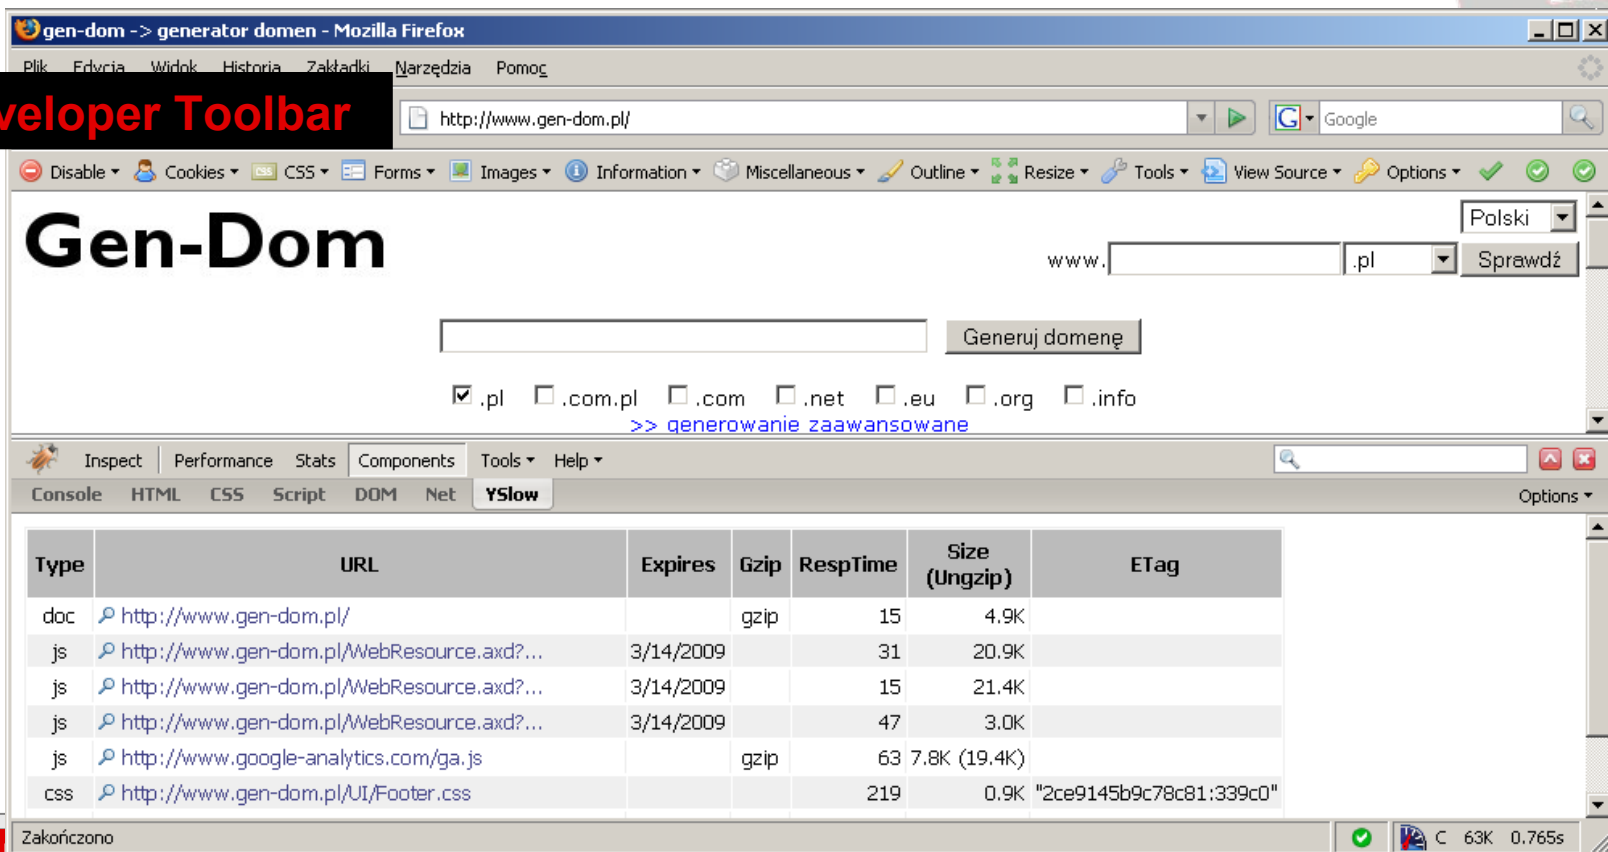 gen-dom -> generator domen - Mozilla Firefox
Plik Edycja Widok Historia Zakładki Narzędzia Pomoc
veloper Toolbar
http://www.gen-dom.pl/ Google
Disable Cookies CSS Forms Images Information Miscellaneous Outline Resize Tools View Source Options
Polski
Gen-Dom
www. .pl Sprawdź
Generuj domenę
.pl .com.pl .com .net .eu .org .info
>> generowanie zaawansowane
Inspect Performance Stats Components Tools Help
Console HTML CSS Script DOM Net YSlow Options
Type URL Expires Gzip RespTime Size (Ungzip) ETag
doc http://www.gen-dom.pl/ gzip 15 4.9K
js http://www.gen-dom.pl/WebResource.axd?... 3/14/2009 31 20.9K
js http://www.gen-dom.pl/WebResource.axd?... 3/14/2009 15 21.4K
js http://www.gen-dom.pl/WebResource.axd?... 3/14/2009 47 3.0K
js http://www.google-analytics.com/ga.js gzip 63 7.8K (19.4K)
css http://www.gen-dom.pl/UI/Footer.css 219 0.9K "2ce9145b9c78c81:339c0"
Zakończono C 63K 0.765s